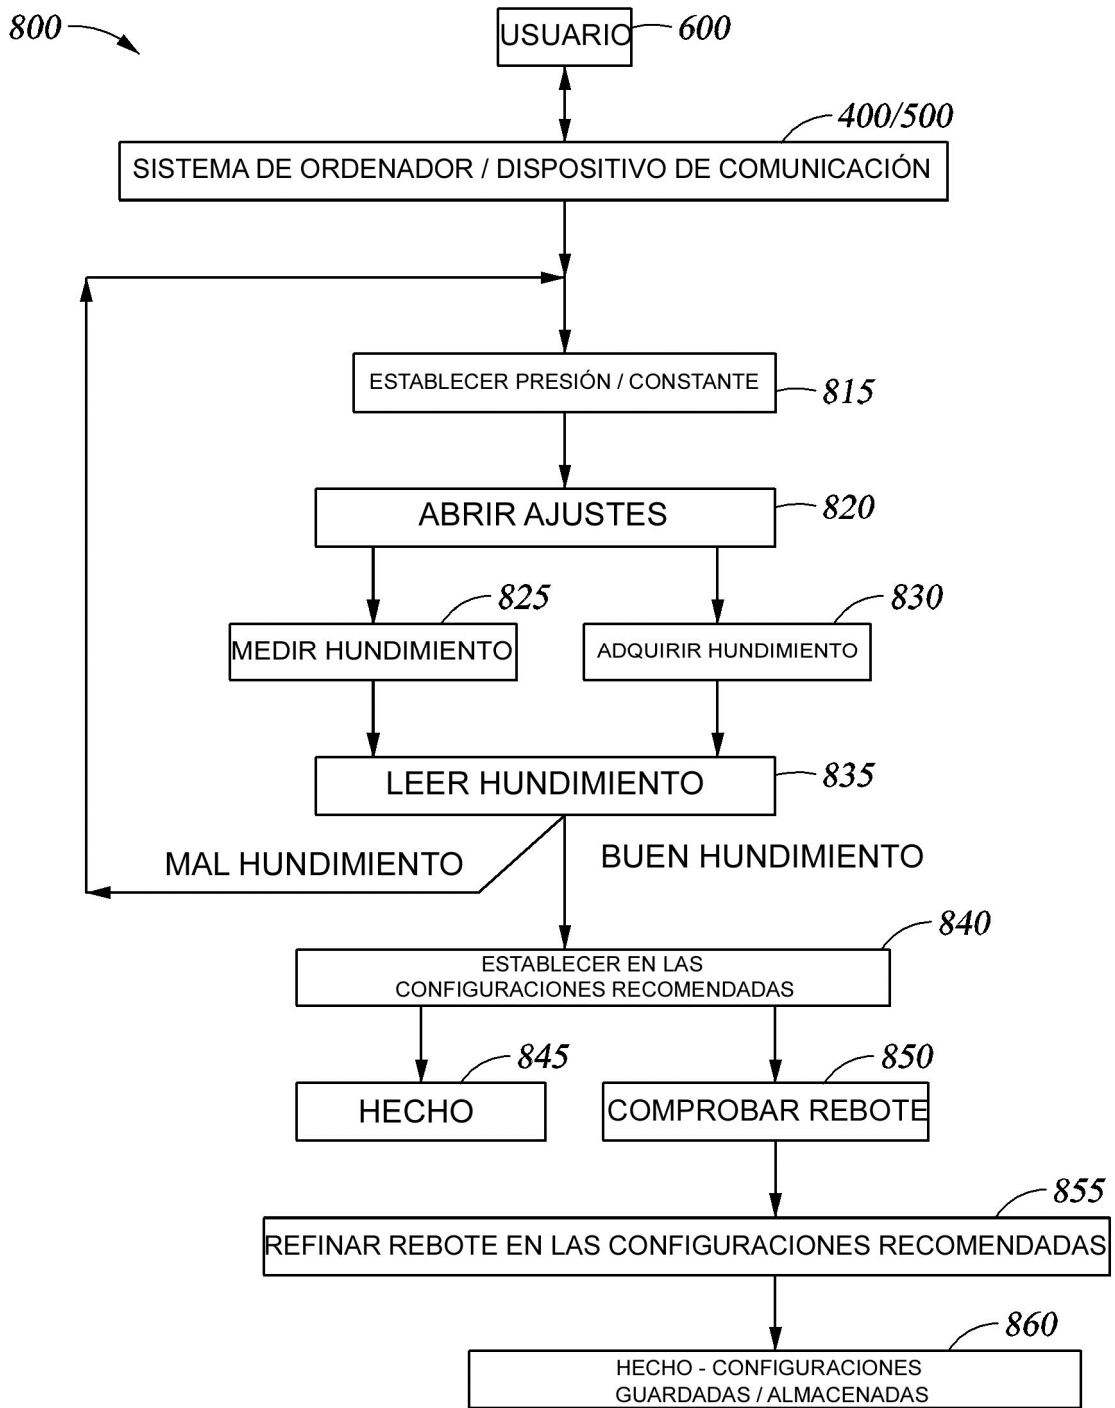 800
USUARIO
600
400/500
SISTEMA DE ORDENADOR / DISPOSITIVO DE COMUNICACIÓN
ESTABLECER PRESIÓN / CONSTANTE
815
ABRIR AJUSTES
820
825
830
MEDIR HUNDIMIENTO
ADQUIRIR HUNDIMIENTO
LEER HUNDIMIENTO
835
MAL HUNDIMIENTO
BUEN HUNDIMIENTO
840
ESTABLECER EN LAS
CONFIGURACIONES RECOMENDADAS
845
850
HECHO
COMPROBAR REBOTE
855
REFINAR REBOTE EN LAS CONFIGURACIONES RECOMENDADAS
860
HECHO - CONFIGURACIONES
GUARDADAS / ALMACENADAS